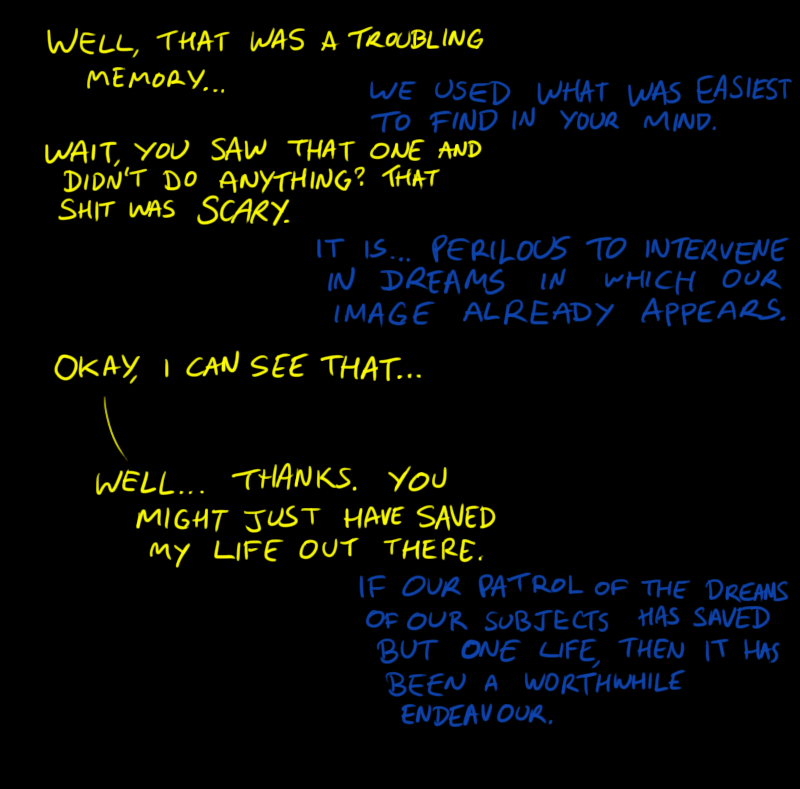 WELL, THAT WAS A TROUBLING
MEMORY...
WE USED WHAT WAS EASIEST
TO FIND IN YOUR MIND.
WAIT, YOU SAW THAT ONE AND
DIDN'T DO ANYTHING? THAT
SHIT WAS SCARY.
IT IS... PERILOUS TO INTERVENE
IN DREAMS IN WHICH OUR
IMAGE ALREADY APPEARS.
OKAY, I CAN SEE THAT...
WELL... THANKS. YOU
MIGHT JUST HAVE SAVED
MY LIFE OUT THERE.
IF OUR PATROL OF THE DREAMS
OF OUR SUBJECTS HAS SAVED
BUT ONE LIFE, THEN IT HAS
BEEN A WORTHWHILE
ENDEAVOUR.